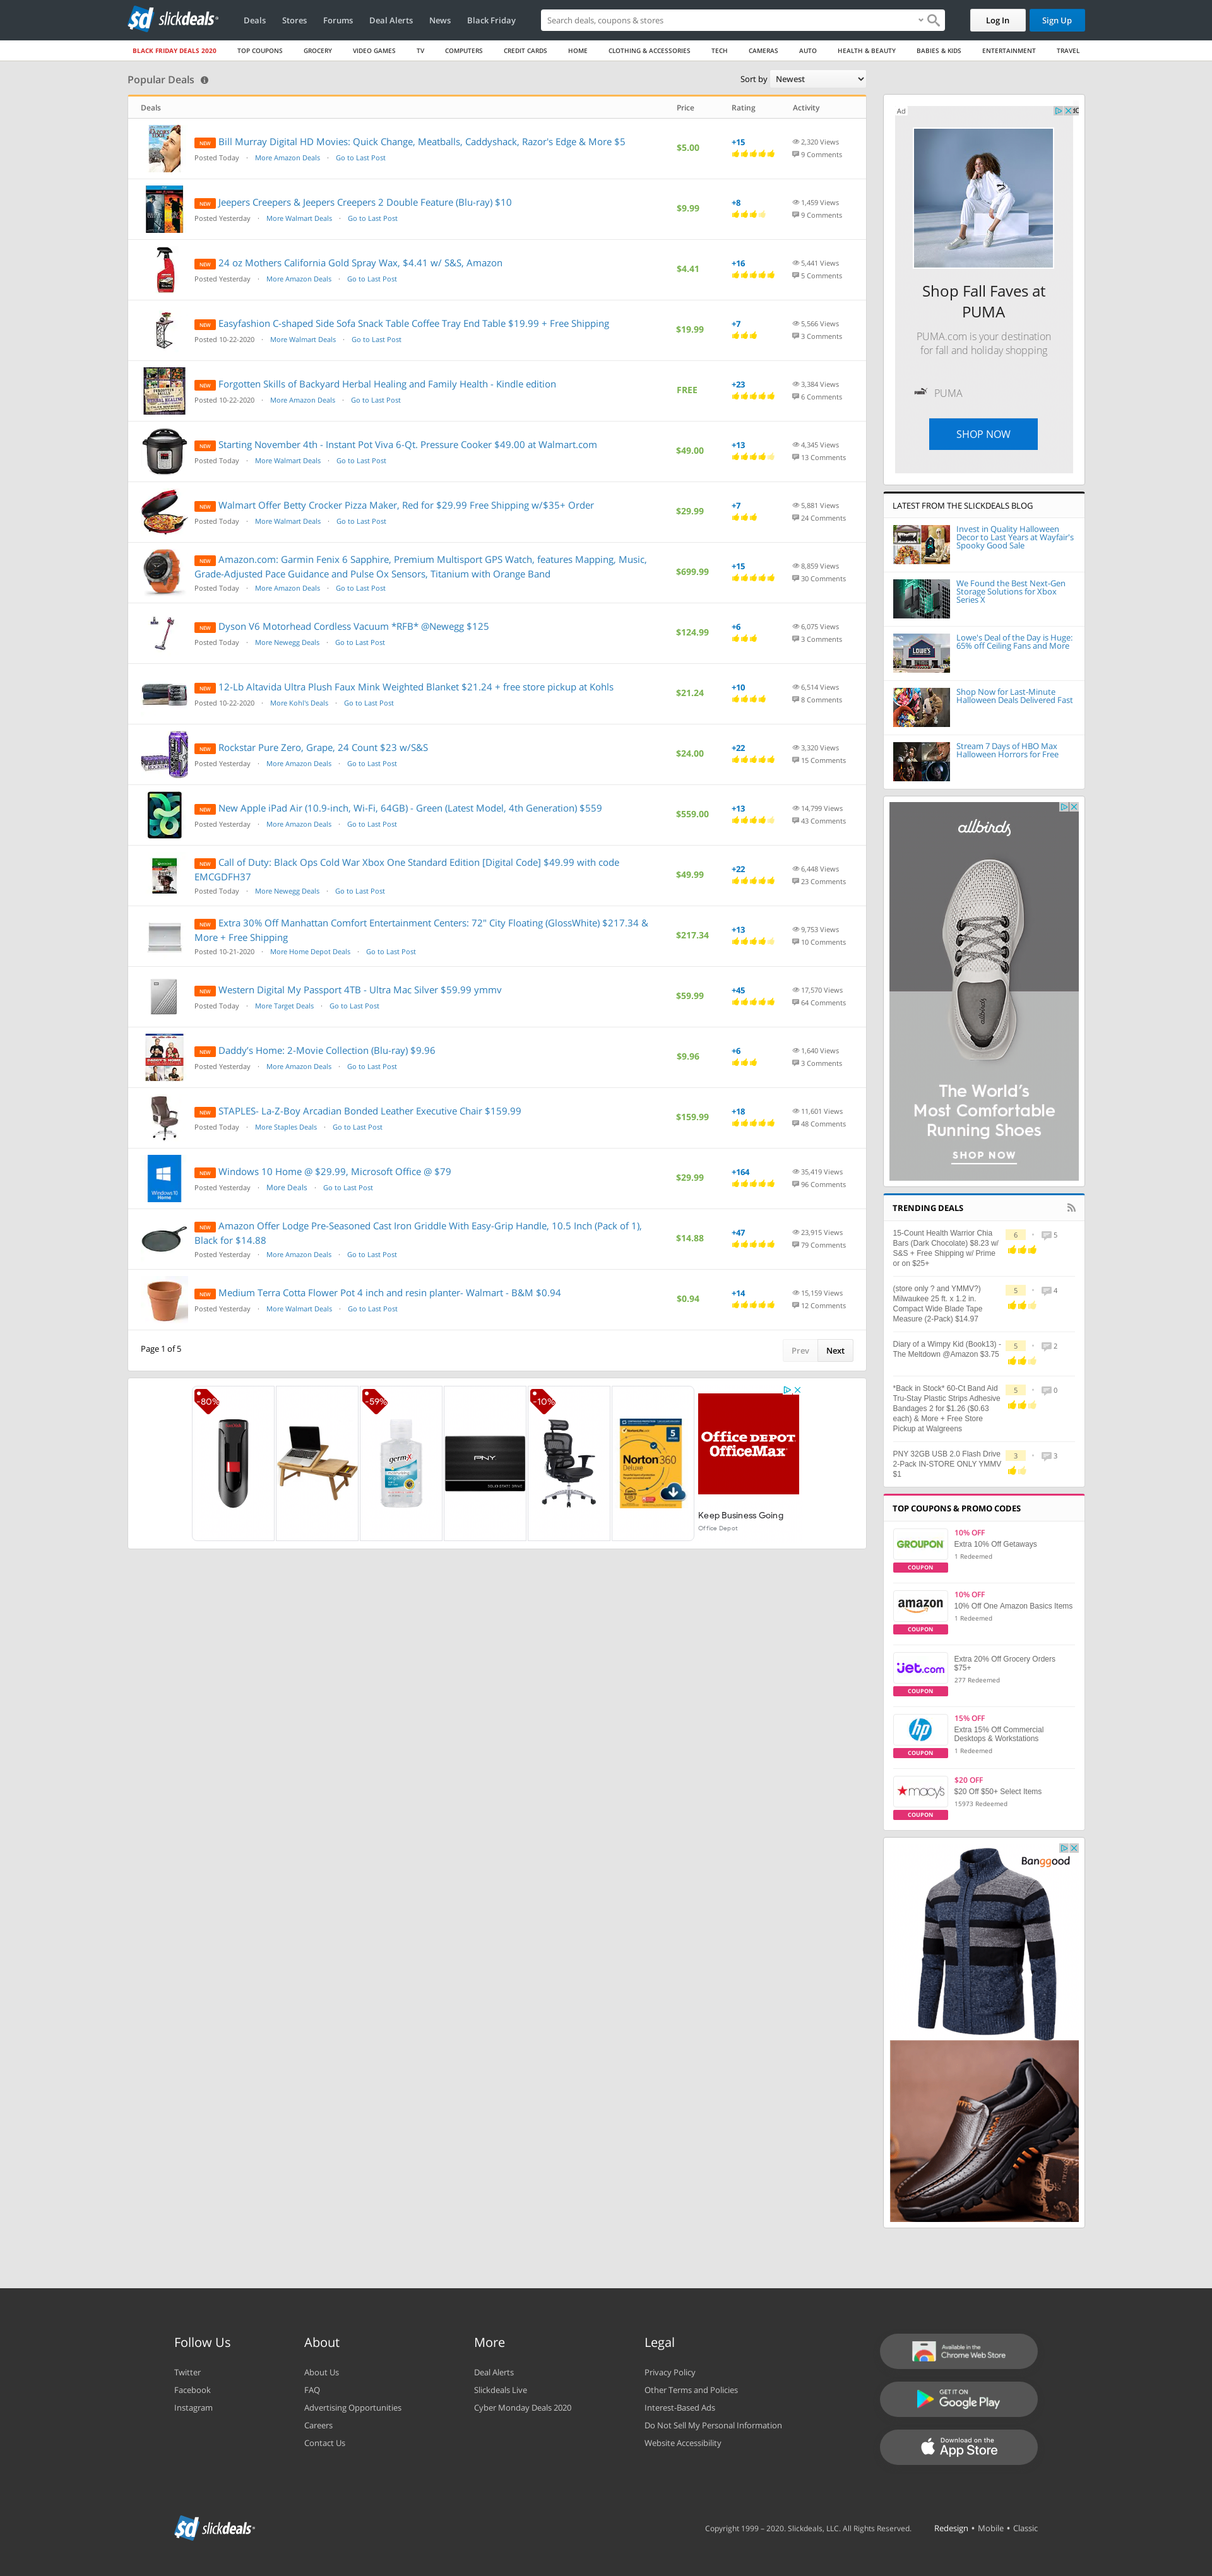 sd slickdeals
Deals Stores Forums Deal Alerts News Black Friday
Search deals, coupons & stores
Log In
Sign Up
BLACK FRIDAY DEALS 2020 TOP COUPONS GROCERY VIDEO GAMES TV COMPUTERS CREDIT CARDS HOME CLOTHING & ACCESSORIES TECH CAMERAS AUTO HEALTH & BEAUTY BABIES & KIDS ENTERTAINMENT TRAVEL
Popular Deals
Sort by Newest
Deals Price Rating Activity
NEW Bill Murray Digital HD Movies: Quick Change, Meatballs, Caddyshack, Razor's Edge & More $5
Posted Today · More Amazon Deals · Go to Last Post
$5.00
+15
2,320 Views
9 Comments
NEW Jeepers Creepers & Jeepers Creepers 2 Double Feature (Blu-ray) $10
Posted Yesterday · More Walmart Deals · Go to Last Post
$9.99
+8
1,459 Views
9 Comments
NEW 24 oz Mothers California Gold Spray Wax, $4.41 w/ S&S, Amazon
Posted Yesterday · More Amazon Deals · Go to Last Post
$4.41
+16
5,441 Views
5 Comments
NEW Easyfashion C-shaped Side Sofa Snack Table Coffee Tray End Table $19.99 + Free Shipping
Posted 10-22-2020 · More Walmart Deals · Go to Last Post
$19.99
+7
5,566 Views
3 Comments
NEW Forgotten Skills of Backyard Herbal Healing and Family Health - Kindle edition
Posted 10-22-2020 · More Amazon Deals · Go to Last Post
FREE
+23
3,384 Views
6 Comments
NEW Starting November 4th - Instant Pot Viva 6-Qt. Pressure Cooker $49.00 at Walmart.com
Posted Today · More Walmart Deals · Go to Last Post
$49.00
+13
4,345 Views
13 Comments
NEW Walmart Offer Betty Crocker Pizza Maker, Red for $29.99 Free Shipping w/$35+ Order
Posted Today · More Walmart Deals · Go to Last Post
$29.99
+7
5,881 Views
24 Comments
NEW Amazon.com: Garmin Fenix 6 Sapphire, Premium Multisport GPS Watch, features Mapping, Music,
Grade-Adjusted Pace Guidance and Pulse Ox Sensors, Titanium with Orange Band
Posted Today · More Amazon Deals · Go to Last Post
$699.99
+15
8,859 Views
30 Comments
NEW Dyson V6 Motorhead Cordless Vacuum *RFB* @Newegg $125
Posted Today · More Newegg Deals · Go to Last Post
$124.99
+6
6,075 Views
3 Comments
NEW 12-Lb Altavida Ultra Plush Faux Mink Weighted Blanket $21.24 + free store pickup at Kohls
Posted 10-22-2020 · More Kohl's Deals · Go to Last Post
$21.24
+10
6,514 Views
8 Comments
NEW Rockstar Pure Zero, Grape, 24 Count $23 w/S&S
Posted Yesterday · More Amazon Deals · Go to Last Post
$24.00
+22
3,320 Views
15 Comments
NEW New Apple iPad Air (10.9-inch, Wi-Fi, 64GB) - Green (Latest Model, 4th Generation) $559
Posted Yesterday · More Amazon Deals · Go to Last Post
$559.00
+13
14,799 Views
43 Comments
NEW Call of Duty: Black Ops Cold War Xbox One Standard Edition [Digital Code] $49.99 with code
EMCGDFH37
Posted Today · More Newegg Deals · Go to Last Post
$49.99
+22
6,448 Views
23 Comments
NEW Extra 30% Off Manhattan Comfort Entertainment Centers: 72" City Floating (GlossWhite) $217.34 &
More + Free Shipping
Posted 10-21-2020 · More Home Depot Deals · Go to Last Post
$217.34
+13
9,753 Views
10 Comments
NEW Western Digital My Passport 4TB - Ultra Mac Silver $59.99 ymmv
Posted Today · More Target Deals · Go to Last Post
$59.99
+45
17,570 Views
64 Comments
NEW Daddy's Home: 2-Movie Collection (Blu-ray) $9.96
Posted Yesterday · More Amazon Deals · Go to Last Post
$9.96
+6
1,640 Views
3 Comments
NEW STAPLES- La-Z-Boy Arcadian Bonded Leather Executive Chair $159.99
Posted Today · More Staples Deals · Go to Last Post
$159.99
+18
11,601 Views
48 Comments
Windows 10
Home
NEW Windows 10 Home @ $29.99, Microsoft Office @ $79
Posted Yesterday · More Deals · Go to Last Post
$29.99
+164
35,419 Views
96 Comments
NEW Amazon Offer Lodge Pre-Seasoned Cast Iron Griddle With Easy-Grip Handle, 10.5 Inch (Pack of 1),
Black for $14.88
Posted Yesterday · More Amazon Deals · Go to Last Post
$14.88
+47
23,915 Views
79 Comments
NEW Medium Terra Cotta Flower Pot 4 inch and resin planter- Walmart - B&M $0.94
Posted Yesterday · More Walmart Deals · Go to Last Post
$0.94
+14
15,159 Views
12 Comments
Page 1 of 5
Prev Next
-80%
-59%
germ-x
PNY
-10%
5
Norton 360
Deluxe
Office DEPOT
OfficeMax
Keep Business Going
Office Depot
Ad
Shop Fall Faves at
PUMA
PUMA.com is your destination
for fall and holiday shopping
PUMA
SHOP NOW
LATEST FROM THE SLICKDEALS BLOG
Invest in Quality Halloween
Decor to Last Years at Wayfair's
Spooky Good Sale
We Found the Best Next-Gen
Storage Solutions for Xbox
Series X
LOWE'S
Lowe's Deal of the Day is Huge:
65% off Ceiling Fans and More
Shop Now for Last-Minute
Halloween Deals Delivered Fast
Stream 7 Days of HBO Max
Halloween Horrors for Free
allbirds
The World's
Most Comfortable
Running Shoes
SHOP NOW
TRENDING DEALS
15-Count Health Warrior Chia
Bars (Dark Chocolate) $8.23 w/
S&S + Free Shipping w/ Prime
or on $25+
6 · 5
(store only ? and YMMV?)
Milwaukee 25 ft. x 1.2 in.
Compact Wide Blade Tape
Measure (2-Pack) $14.97
5 · 4
Diary of a Wimpy Kid (Book13) -
The Meltdown @Amazon $3.75
5 · 2
*Back in Stock* 60-Ct Band Aid
Tru-Stay Plastic Strips Adhesive
Bandages 2 for $1.26 ($0.63
each) & More + Free Store
Pickup at Walgreens
5 · 0
PNY 32GB USB 2.0 Flash Drive
2-Pack IN-STORE ONLY YMMV
$1
3 · 3
TOP COUPONS & PROMO CODES
GROUPON
COUPON
10% OFF
Extra 10% Off Getaways
1 Redeemed
amazon
COUPON
10% OFF
10% Off One Amazon Basics Items
1 Redeemed
jet.com
COUPON
Extra 20% Off Grocery Orders
$75+
277 Redeemed
hp
COUPON
15% OFF
Extra 15% Off Commercial
Desktops & Workstations
1 Redeemed
macy's
COUPON
$20 OFF
$20 Off $50+ Select Items
15973 Redeemed
Banggood
Follow Us
Twitter
Facebook
Instagram
About
About Us
FAQ
Advertising Opportunities
Careers
Contact Us
More
Deal Alerts
Slickdeals Live
Cyber Monday Deals 2020
Legal
Privacy Policy
Other Terms and Policies
Interest-Based Ads
Do Not Sell My Personal Information
Website Accessibility
Available in the
Chrome Web Store
GET IT ON
Google Play
Download on the
App Store
sd slickdeals
Copyright 1999 – 2020. Slickdeals, LLC. All Rights Reserved.
Redesign • Mobile • Classic